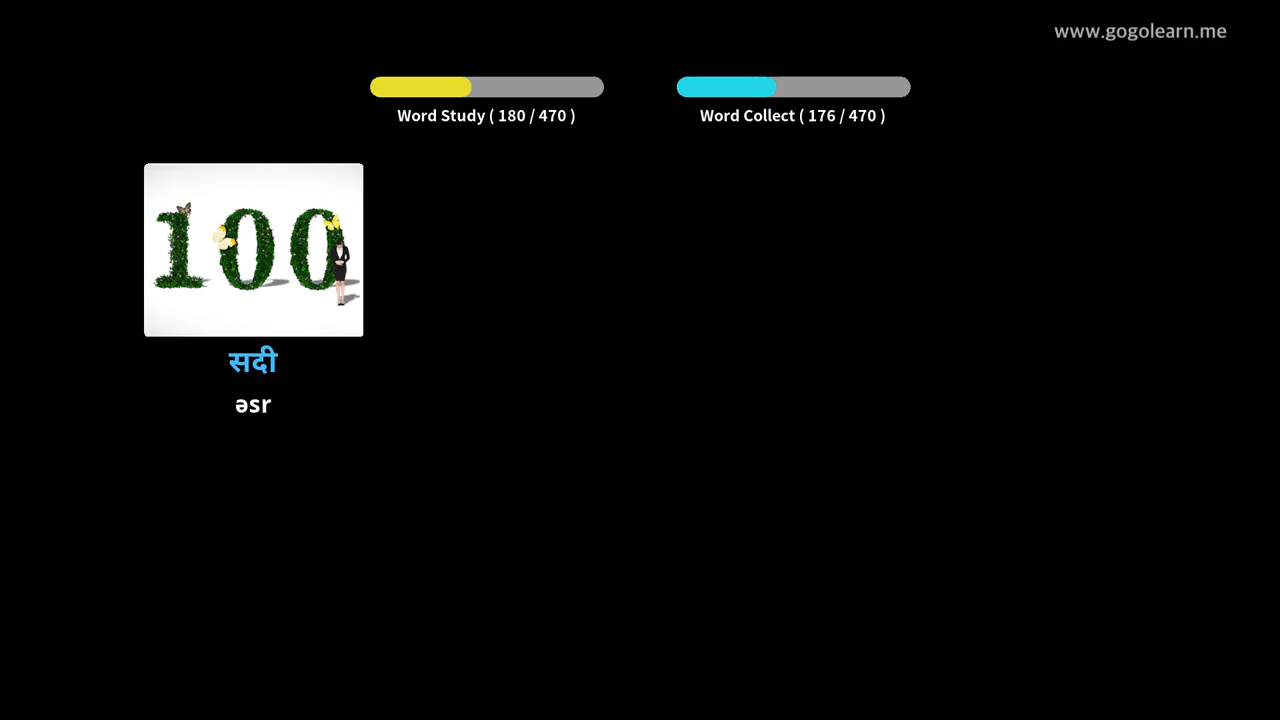 www.gogolearn.me
Word Study ( 180 / 470 )
Word Collect ( 176 / 470 )
100
सदी
əsr